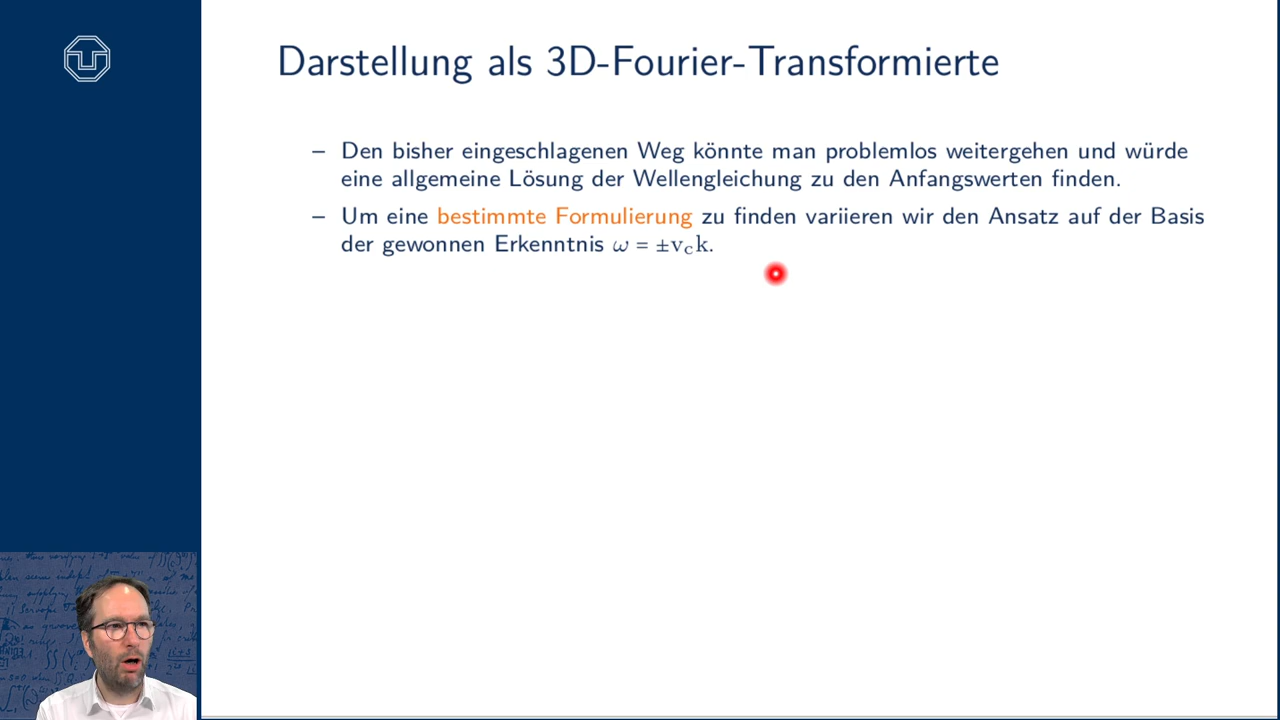 Darstellung als 3D-Fourier-Transformierte
– Den bisher eingeschlagenen Weg könnte man problemlos weitergehen und würde
eine allgemeine Lösung der Wellengleichung zu den Anfangswerten finden.
– Um eine bestimmte Formulierung zu finden variieren wir den Ansatz auf der Basis
der gewonnen Erkenntnis ω = ±v_c k.